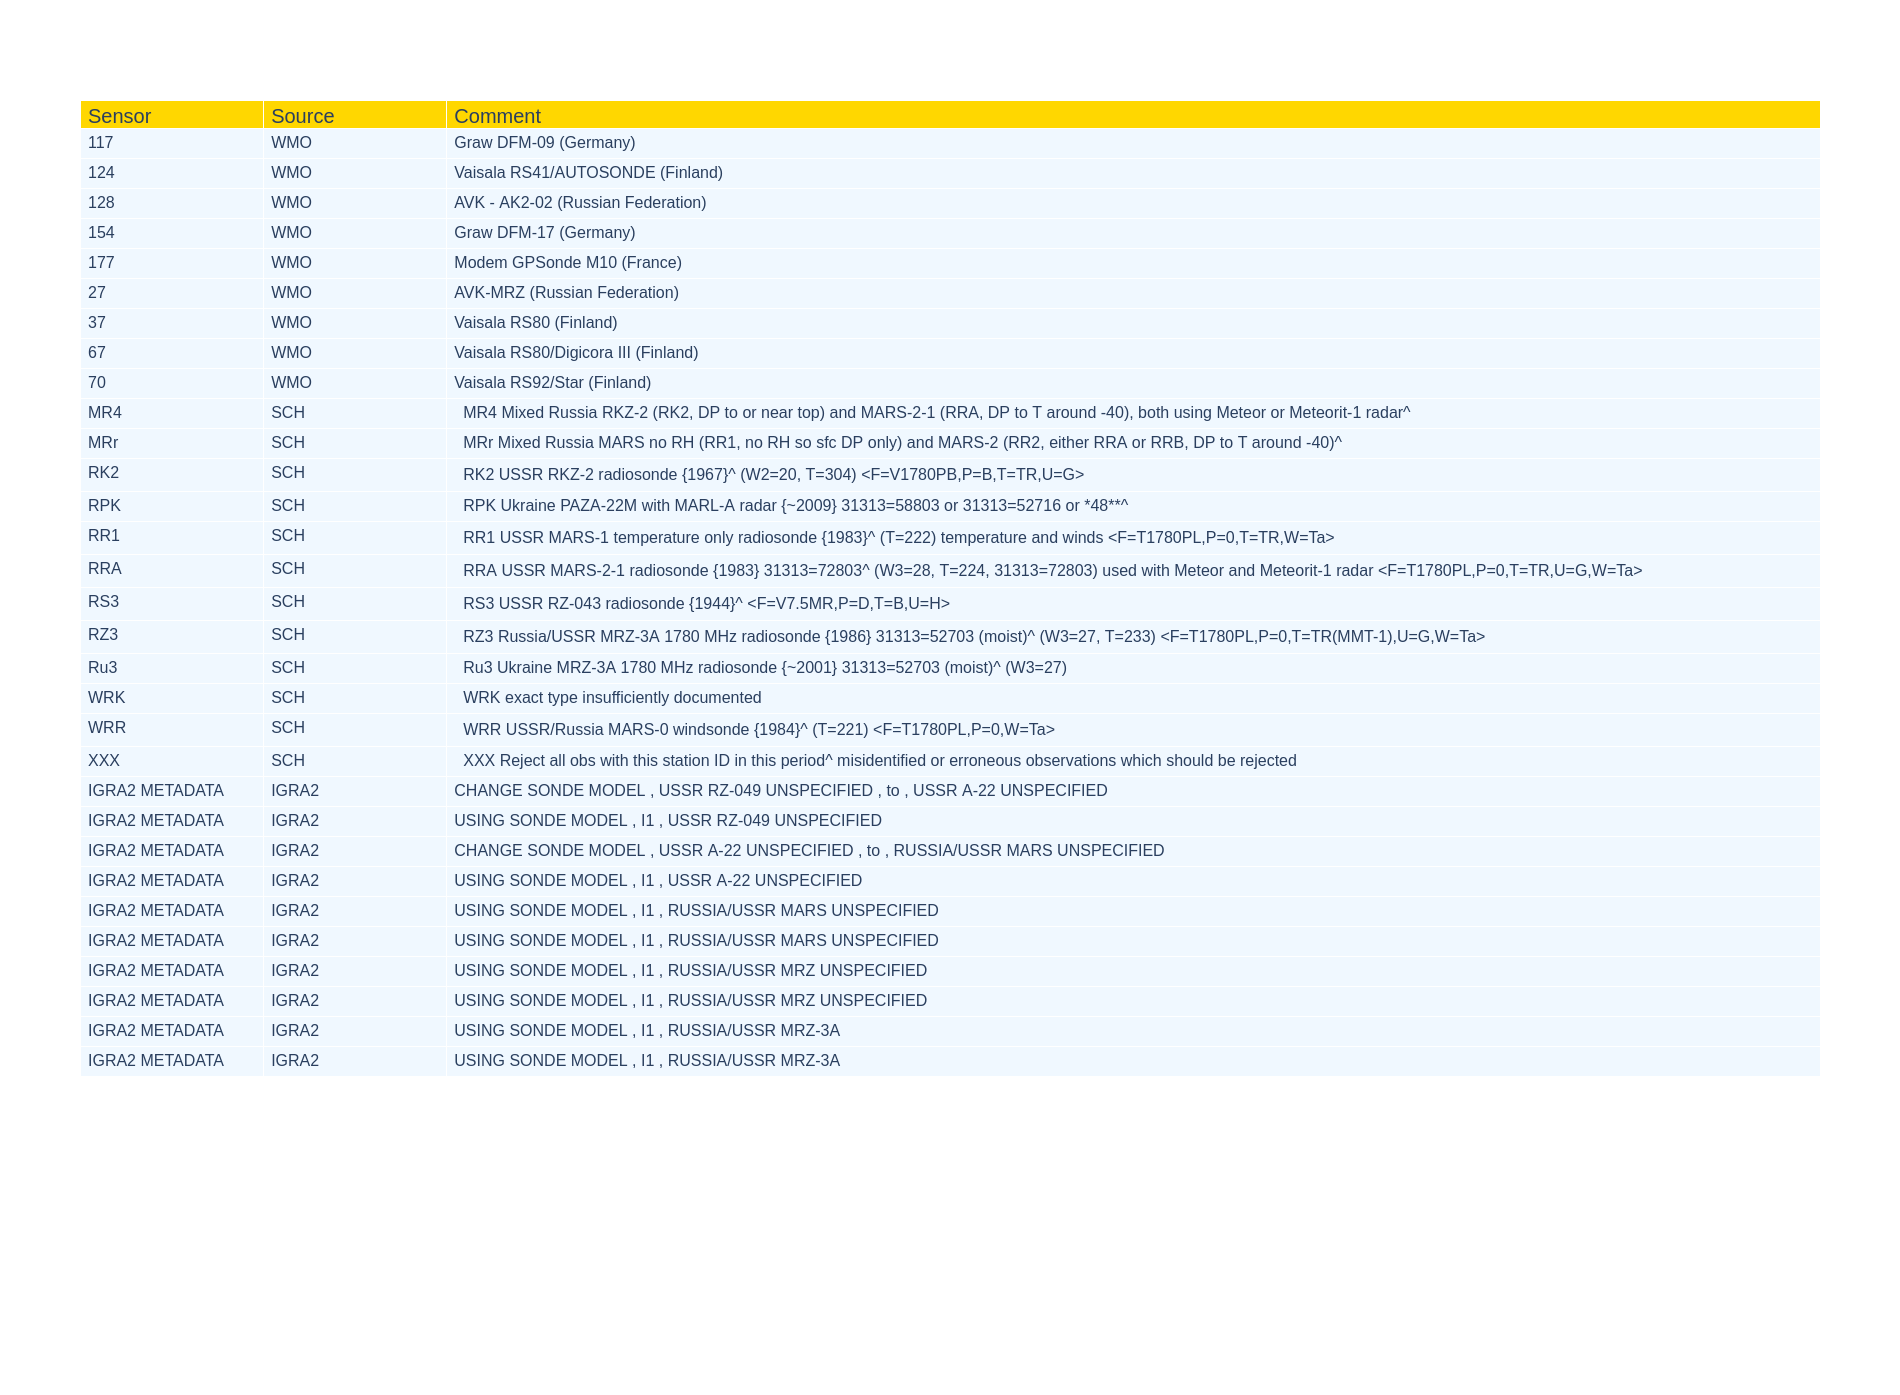 Sensor Source Comment
117 WMO Graw DFM-09 (Germany)
124 WMO Vaisala RS41/AUTOSONDE (Finland)
128 WMO AVK - AK2-02 (Russian Federation)
154 WMO Graw DFM-17 (Germany)
177 WMO Modem GPSonde M10 (France)
27 WMO AVK-MRZ (Russian Federation)
37 WMO Vaisala RS80 (Finland)
67 WMO Vaisala RS80/Digicora III (Finland)
70 WMO Vaisala RS92/Star (Finland)
MR4 SCH MR4 Mixed Russia RKZ-2 (RK2, DP to or near top) and MARS-2-1 (RRA, DP to T around -40), both using Meteor or Meteorit-1 radar^
MRr SCH MRr Mixed Russia MARS no RH (RR1, no RH so sfc DP only) and MARS-2 (RR2, either RRA or RRB, DP to T around -40)^
RK2 SCH RK2 USSR RKZ-2 radiosonde {1967}^ (W2=20, T=304) <F=V1780PB,P=B,T=TR,U=G>
RPK SCH RPK Ukraine PAZA-22M with MARL-A radar {~2009} 31313=58803 or 31313=52716 or *48**^
RR1 SCH RR1 USSR MARS-1 temperature only radiosonde {1983}^ (T=222) temperature and winds <F=T1780PL,P=0,T=TR,W=Ta>
RRA SCH RRA USSR MARS-2-1 radiosonde {1983} 31313=72803^ (W3=28, T=224, 31313=72803) used with Meteor and Meteorit-1 radar <F=T1780PL,P=0,T=TR,U=G,W=Ta>
RS3 SCH RS3 USSR RZ-043 radiosonde {1944}^ <F=V7.5MR,P=D,T=B,U=H>
RZ3 SCH RZ3 Russia/USSR MRZ-3A 1780 MHz radiosonde {1986} 31313=52703 (moist)^ (W3=27, T=233) <F=T1780PL,P=0,T=TR(MMT-1),U=G,W=Ta>
Ru3 SCH Ru3 Ukraine MRZ-3A 1780 MHz radiosonde {~2001} 31313=52703 (moist)^ (W3=27)
WRK SCH WRK exact type insufficiently documented
WRR SCH WRR USSR/Russia MARS-0 windsonde {1984}^ (T=221) <F=T1780PL,P=0,W=Ta>
XXX SCH XXX Reject all obs with this station ID in this period^ misidentified or erroneous observations which should be rejected
IGRA2 METADATA IGRA2 CHANGE SONDE MODEL , USSR RZ-049 UNSPECIFIED , to , USSR A-22 UNSPECIFIED
IGRA2 METADATA IGRA2 USING SONDE MODEL , I1 , USSR RZ-049 UNSPECIFIED
IGRA2 METADATA IGRA2 CHANGE SONDE MODEL , USSR A-22 UNSPECIFIED , to , RUSSIA/USSR MARS UNSPECIFIED
IGRA2 METADATA IGRA2 USING SONDE MODEL , I1 , USSR A-22 UNSPECIFIED
IGRA2 METADATA IGRA2 USING SONDE MODEL , I1 , RUSSIA/USSR MARS UNSPECIFIED
IGRA2 METADATA IGRA2 USING SONDE MODEL , I1 , RUSSIA/USSR MARS UNSPECIFIED
IGRA2 METADATA IGRA2 USING SONDE MODEL , I1 , RUSSIA/USSR MRZ UNSPECIFIED
IGRA2 METADATA IGRA2 USING SONDE MODEL , I1 , RUSSIA/USSR MRZ UNSPECIFIED
IGRA2 METADATA IGRA2 USING SONDE MODEL , I1 , RUSSIA/USSR MRZ-3A
IGRA2 METADATA IGRA2 USING SONDE MODEL , I1 , RUSSIA/USSR MRZ-3A